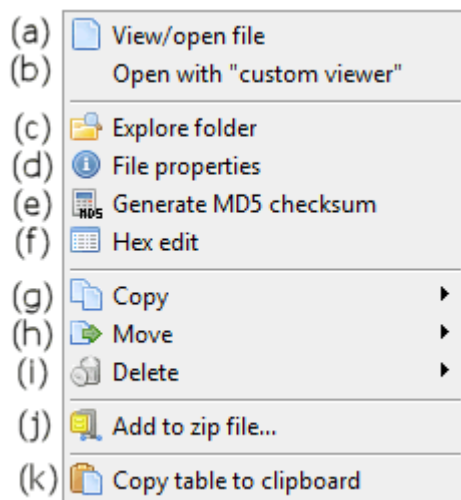 (a) View/open file
(b) Open with "custom viewer"
(c) Explore folder
(d) File properties
(e) MD5 Generate MD5 checksum
(f) Hex edit
(g) Copy
(h) Move
(i) Delete
(j) Add to zip file...
(k) Copy table to clipboard